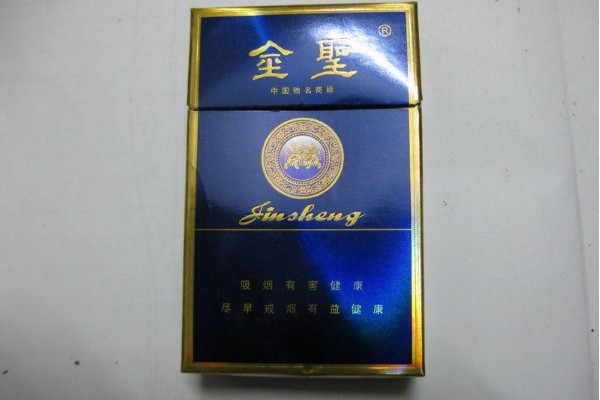 金聖®
中国驰名商标
Jinsheng
吸烟有害健康
尽早戒烟有益健康